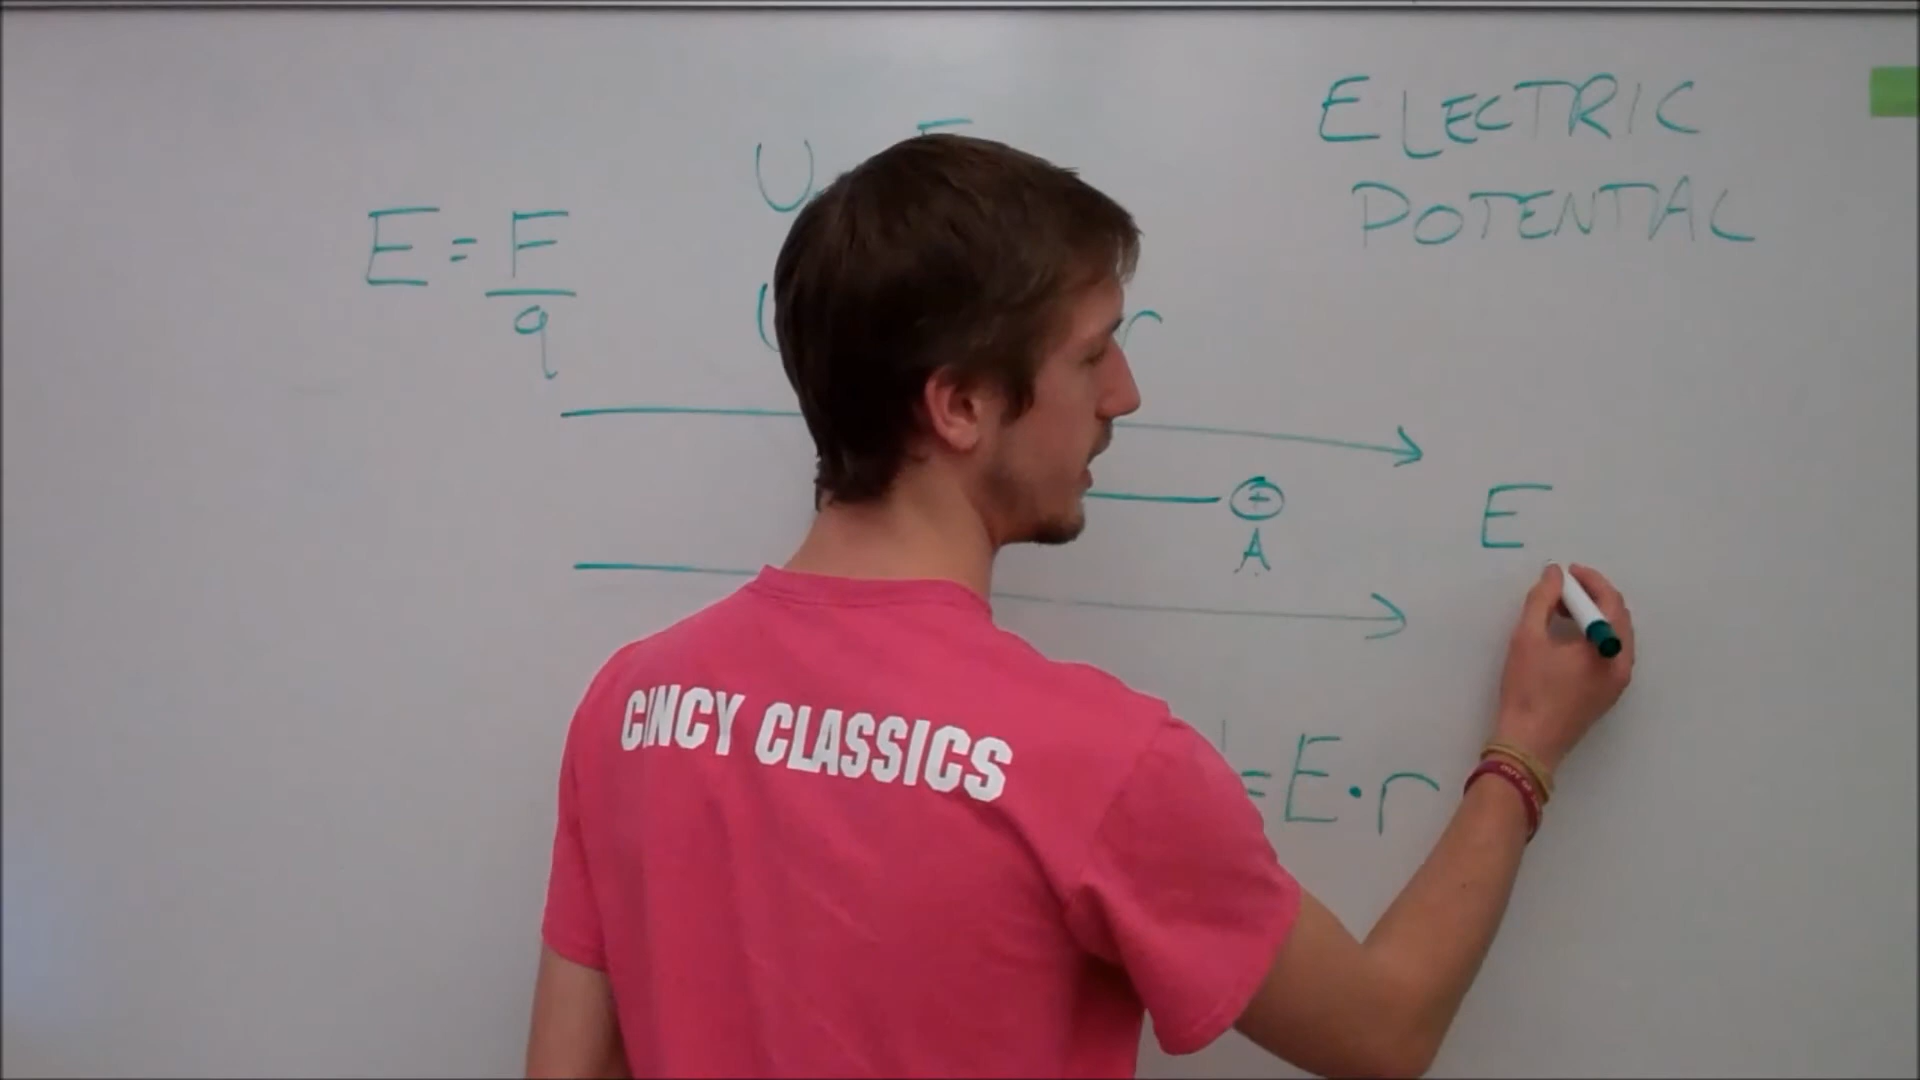 ELECTRIC
POTENTIAL
E = F
q
U
r
+
A
E
= E · r
CINCY CLASSICS